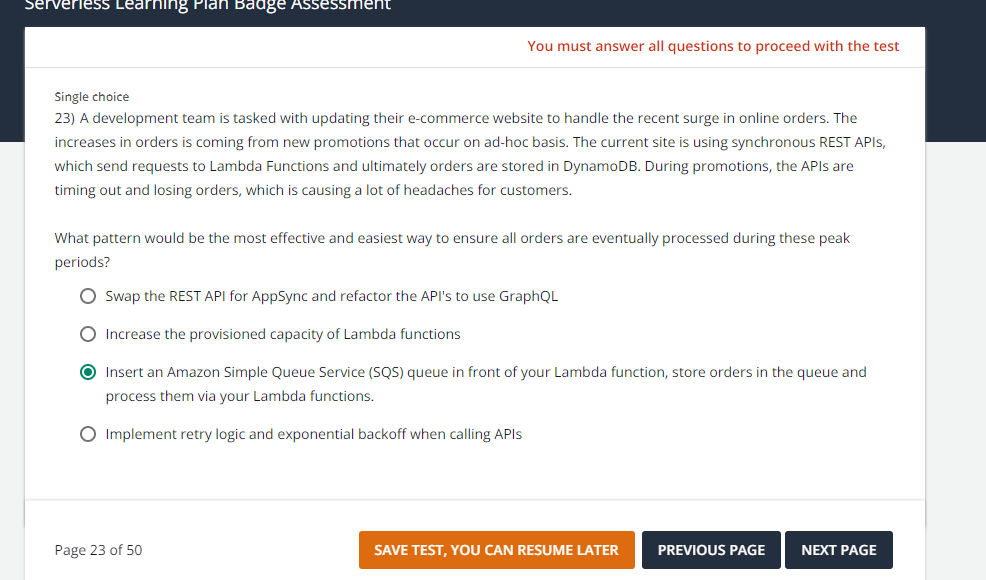 Serverless Learning Plan Badge Assessment
You must answer all questions to proceed with the test
Single choice
23) A development team is tasked with updating their e-commerce website to handle the recent surge in online orders. The
increases in orders is coming from new promotions that occur on ad-hoc basis. The current site is using synchronous REST APIs,
which send requests to Lambda Functions and ultimately orders are stored in DynamoDB. During promotions, the APIs are
timing out and losing orders, which is causing a lot of headaches for customers.
What pattern would be the most effective and easiest way to ensure all orders are eventually processed during these peak
periods?
Swap the REST API for AppSync and refactor the API's to use GraphQL
Increase the provisioned capacity of Lambda functions
Insert an Amazon Simple Queue Service (SQS) queue in front of your Lambda function, store orders in the queue and
process them via your Lambda functions.
Implement retry logic and exponential backoff when calling APIs
Page 23 of 50
SAVE TEST, YOU CAN RESUME LATER
PREVIOUS PAGE
NEXT PAGE